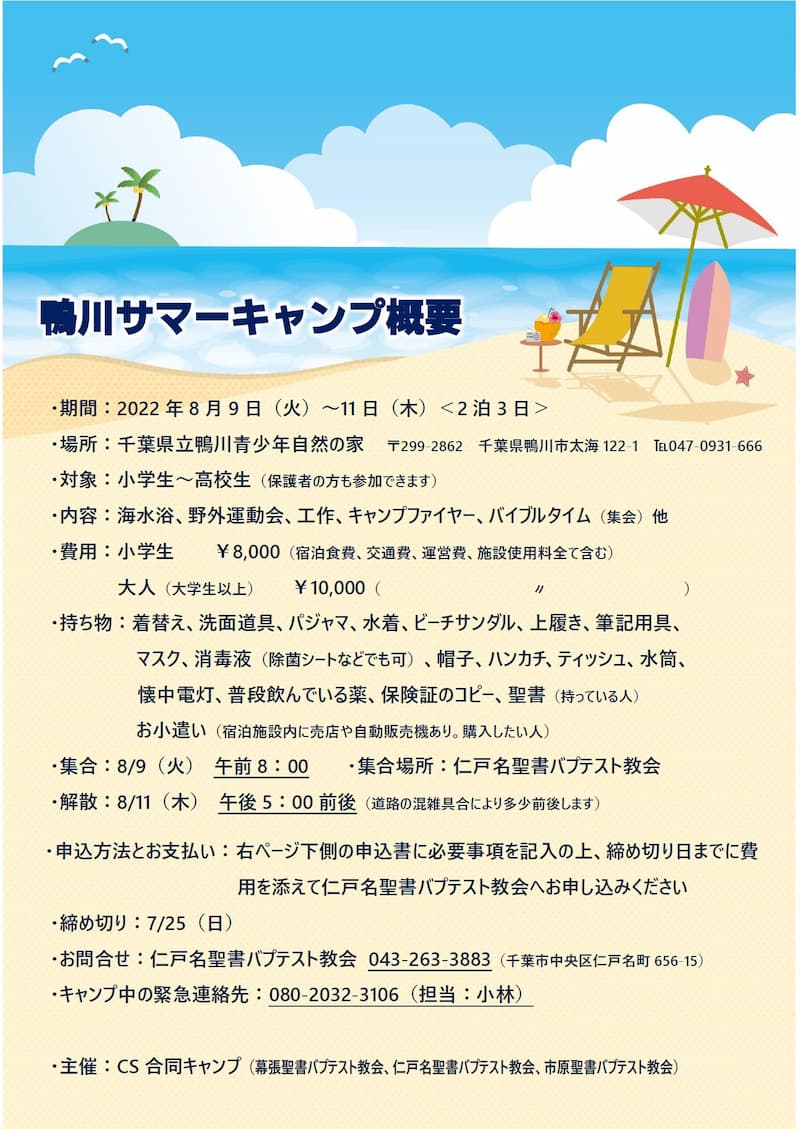 鴨川サマーキャンプ概要
・期間：2022年8月9日（火）～11日（木）＜2泊3日＞
・場所：千葉県立鴨川青少年自然の家　〒299-2862　千葉県鴨川市太海122-1　℡047-0931-666
・対象：小学生～高校生（保護者の方も参加できます）
・内容：海水浴、野外運動会、工作、キャンプファイヤー、バイブルタイム（集会）他
・費用：小学生　￥8,000（宿泊食費、交通費、運営費、施設使用料全て含む）
大人（大学生以上）　￥10,000（　〃　）
・持ち物：着替え、洗面道具、パジャマ、水着、ビーチサンダル、上履き、筆記用具、
マスク、消毒液（除菌シートなどでも可）、帽子、ハンカチ、ティッシュ、水筒、
懐中電灯、普段飲んでいる薬、保険証のコピー、聖書（持っている人）
お小遣い（宿泊施設内に売店や自動販売機あり。購入したい人）
・集合：8/9（火）　午前8：00　・集合場所：仁戸名聖書バプテスト教会
・解散：8/11（木）　午後5：00前後（道路の混雑具合により多少前後します）
・申込方法とお支払い：右ページ下側の申込書に必要事項を記入の上、締め切り日までに費
用を添えて仁戸名聖書バプテスト教会へお申し込みください
・締め切り：7/25（日）
・お問合せ：仁戸名聖書バプテスト教会　043-263-3883（千葉市中央区仁戸名町656-15）
・キャンプ中の緊急連絡先：080-2032-3106（担当：小林）
・主催：CS合同キャンプ（幕張聖書バプテスト教会、仁戸名聖書バプテスト教会、市原聖書バプテスト教会）